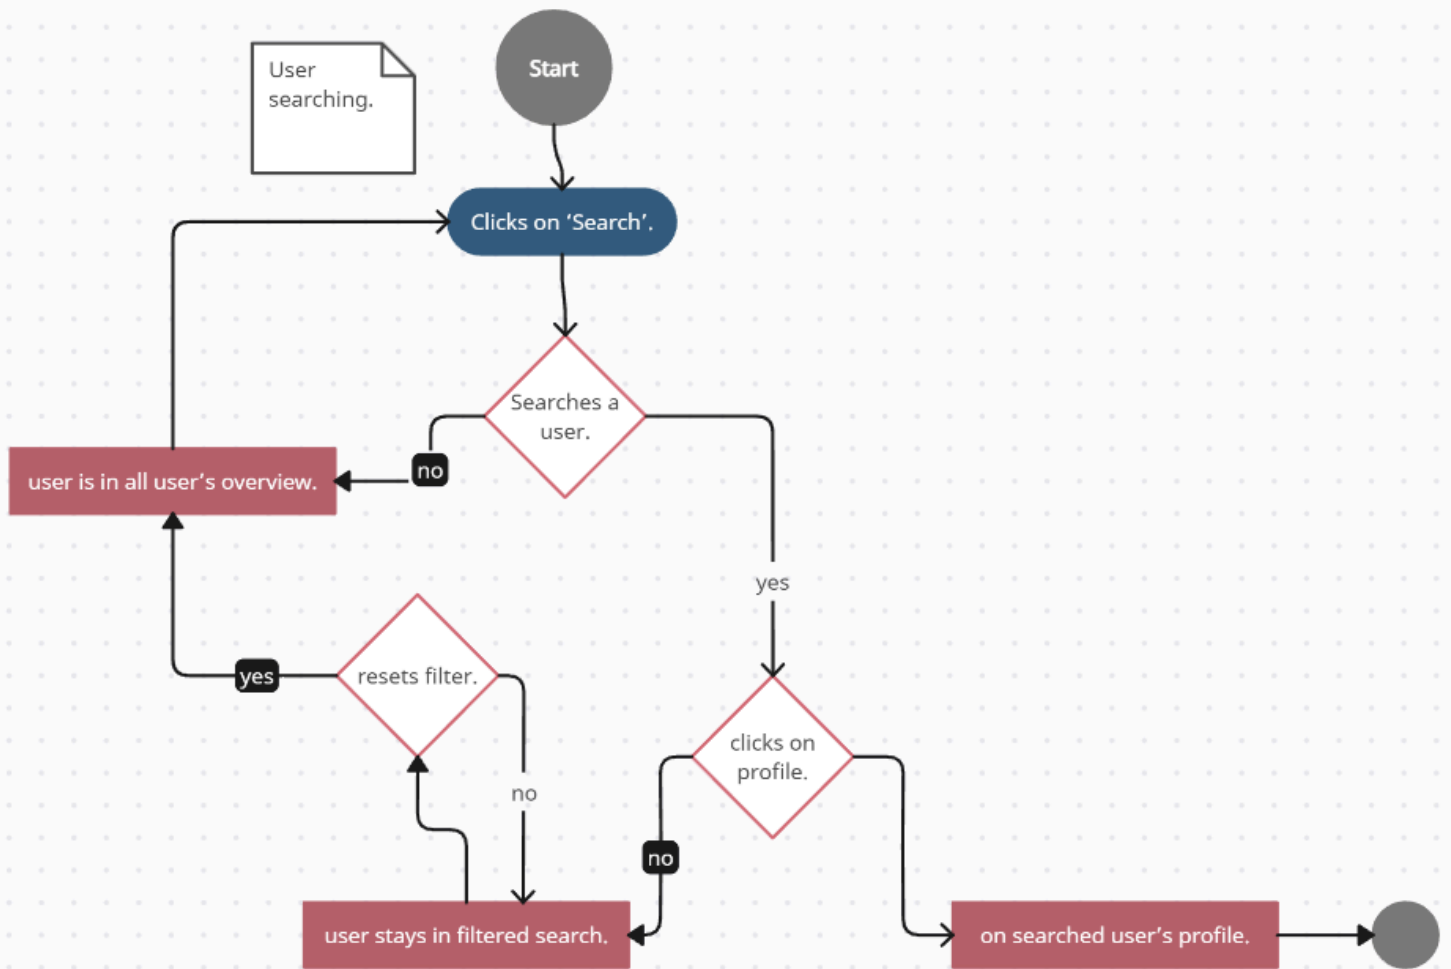 User
searching.
Start
Clicks on ‘Search’.
Searches a
user.
no
user is in all user’s overview.
yes
resets filter.
yes
no
clicks on
profile.
no
user stays in filtered search.
on searched user’s profile.